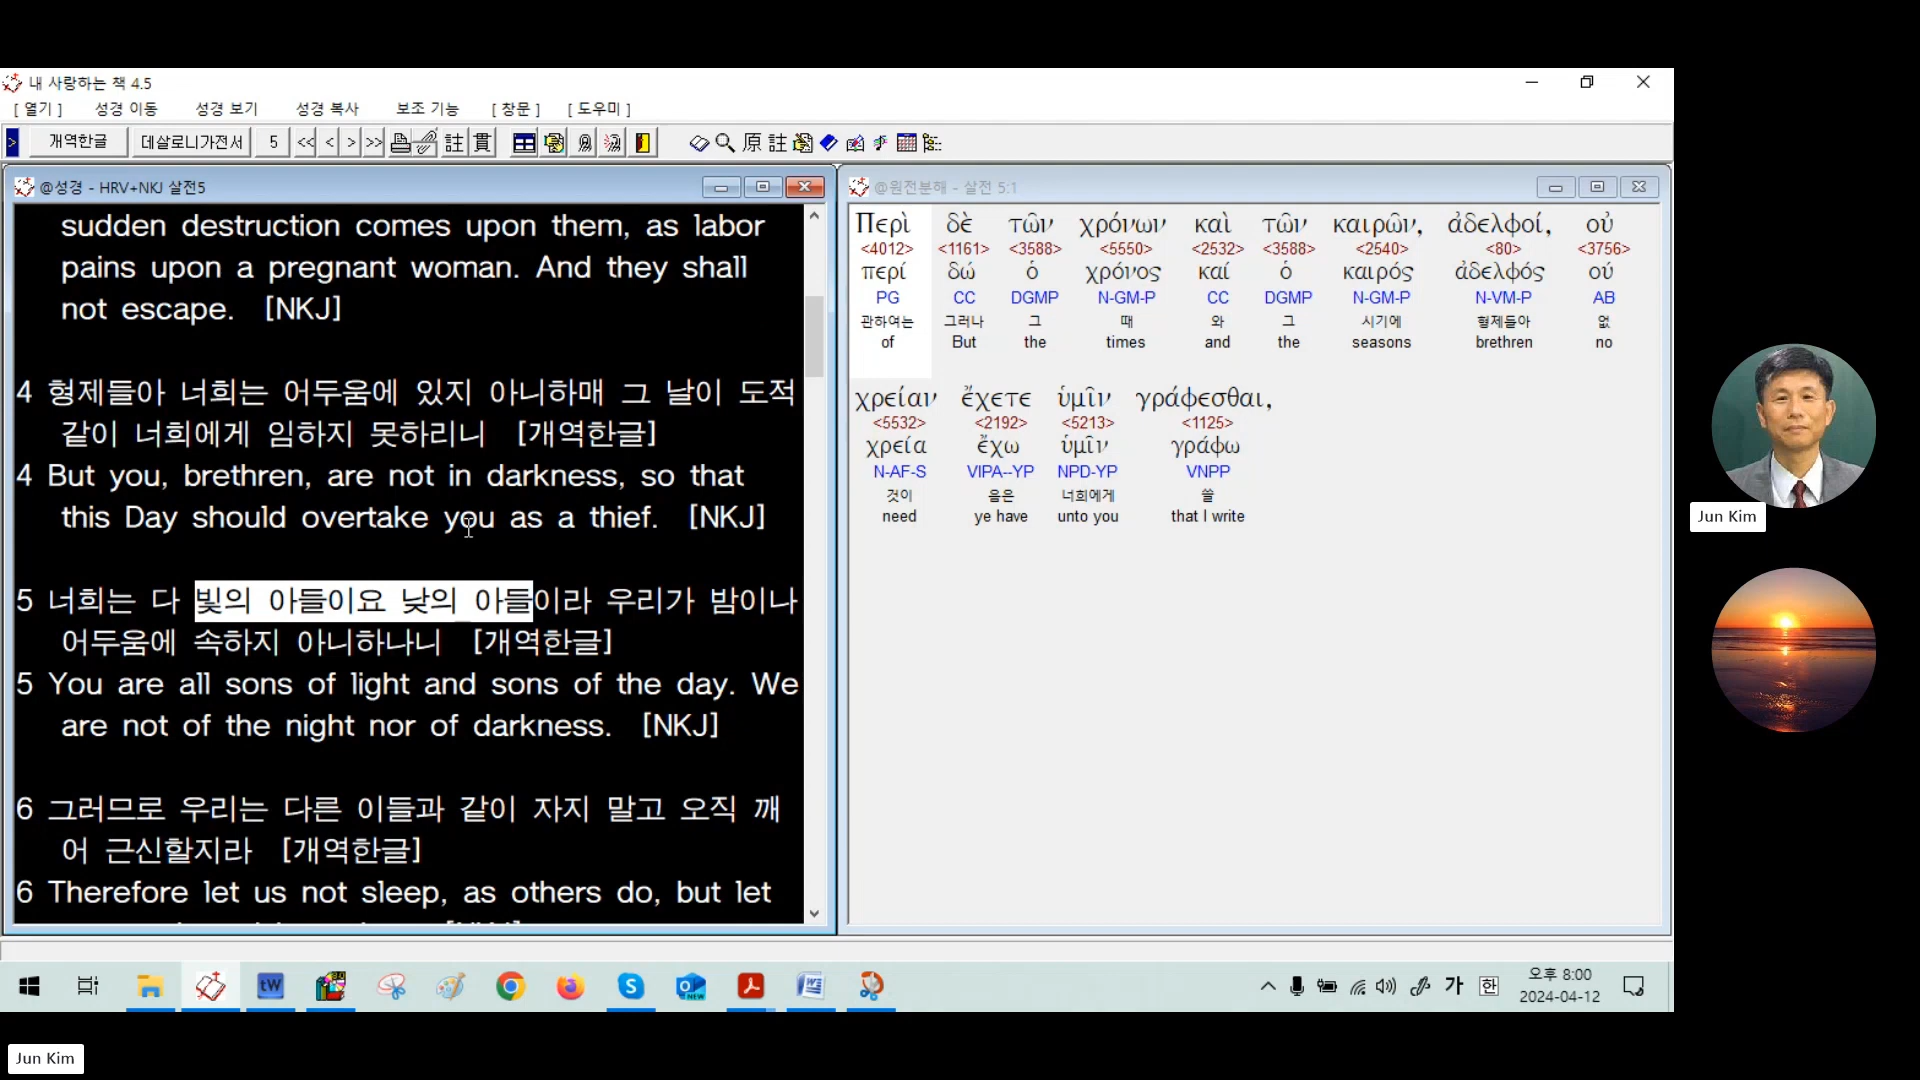 내 사랑하는 책 4.5
[ 열기 ] 성경 이동 성경 보기 성경 복사 보조 기능 [ 창문 ] [ 도우미 ]
> 개역한글 데살로니가전서 5 << < > >> 註 貫 原 註
@성경 - HRV+NKJ 살전5
sudden destruction comes upon them, as labor
pains upon a pregnant woman. And they shall
not escape. [NKJ]
4 형제들아 너희는 어두움에 있지 아니하매 그 날이 도적
같이 너희에게 임하지 못하리니 [개역한글]
4 But you, brethren, are not in darkness, so that
this Day should overtake you as a thief. [NKJ]
5 너희는 다 빛의 아들이요 낮의 아들이라 우리가 밤이나
어두움에 속하지 아니하나니 [개역한글]
5 You are all sons of light and sons of the day. We
are not of the night nor of darkness. [NKJ]
6 그러므로 우리는 다른 이들과 같이 자지 말고 오직 깨
어 근신할지라 [개역한글]
6 Therefore let us not sleep, as others do, but let
@원전분해 - 살전 5:1
Περὶ δὲ τῶν χρόνων καὶ τῶν καιρῶν, ἀδελφοί, οὐ
<4012> <1161> <3588> <5550> <2532> <3588> <2540> <80> <3756>
περί δώ ὁ χρόνος καί ὁ καιρός ἀδελφός οὐ
PG CC DGMP N-GM-P CC DGMP N-GM-P N-VM-P AB
관하여는 그러나 그 때 와 그 시기에 형제들아 없
of But the times and the seasons brethren no
χρείαν ἔχετε ὑμῖν γράφεσθαι,
<5532> <2192> <5213> <1125>
χρεία ἔχω ὑμῖν γράφω
N-AF-S VIPA--YP NPD-YP VNPP
것이 음은 너희에게 쓸
need ye have unto you that I write
Jun Kim
tW
S
NEW
가 한
오후 8:00
2024-04-12
Jun Kim